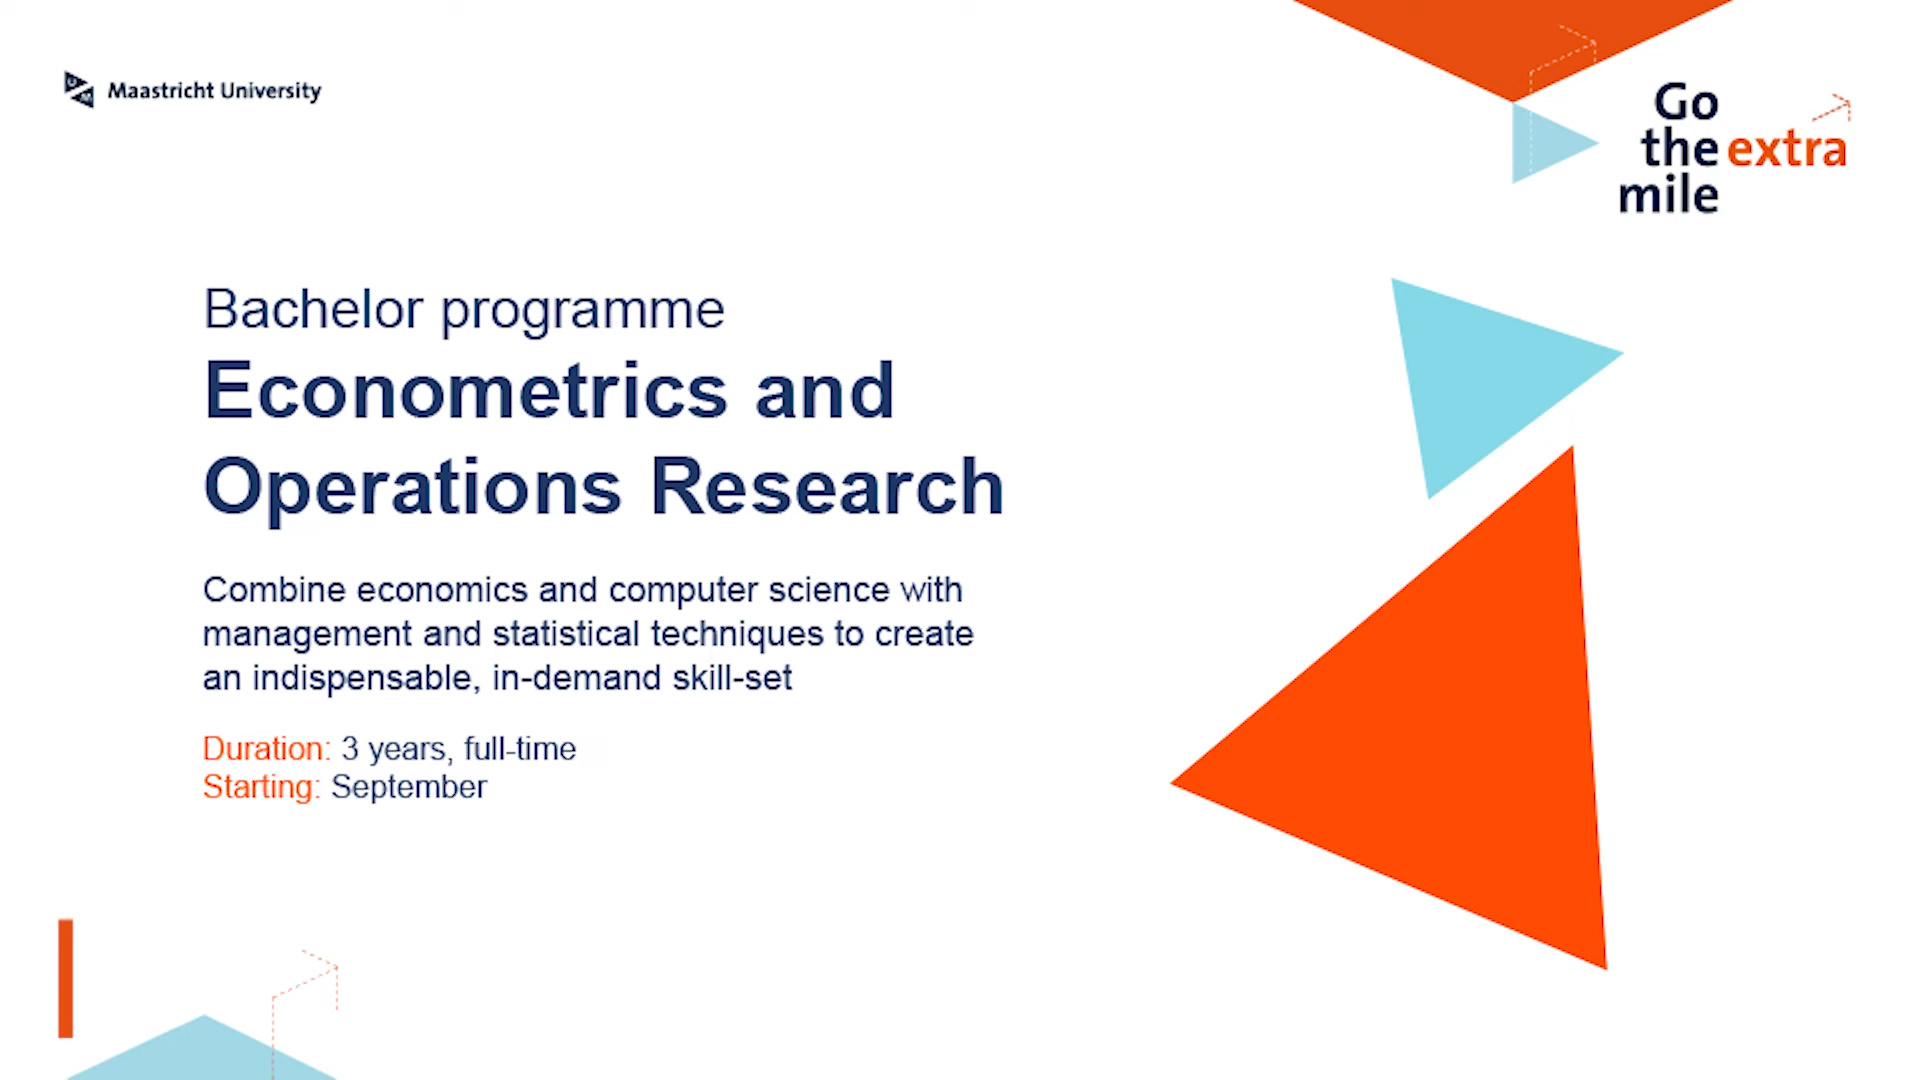 Maastricht University
Go
the extra
mile
Bachelor programme
Econometrics and
Operations Research
Combine economics and computer science with
management and statistical techniques to create
an indispensable, in-demand skill-set
Duration: 3 years, full-time
Starting: September